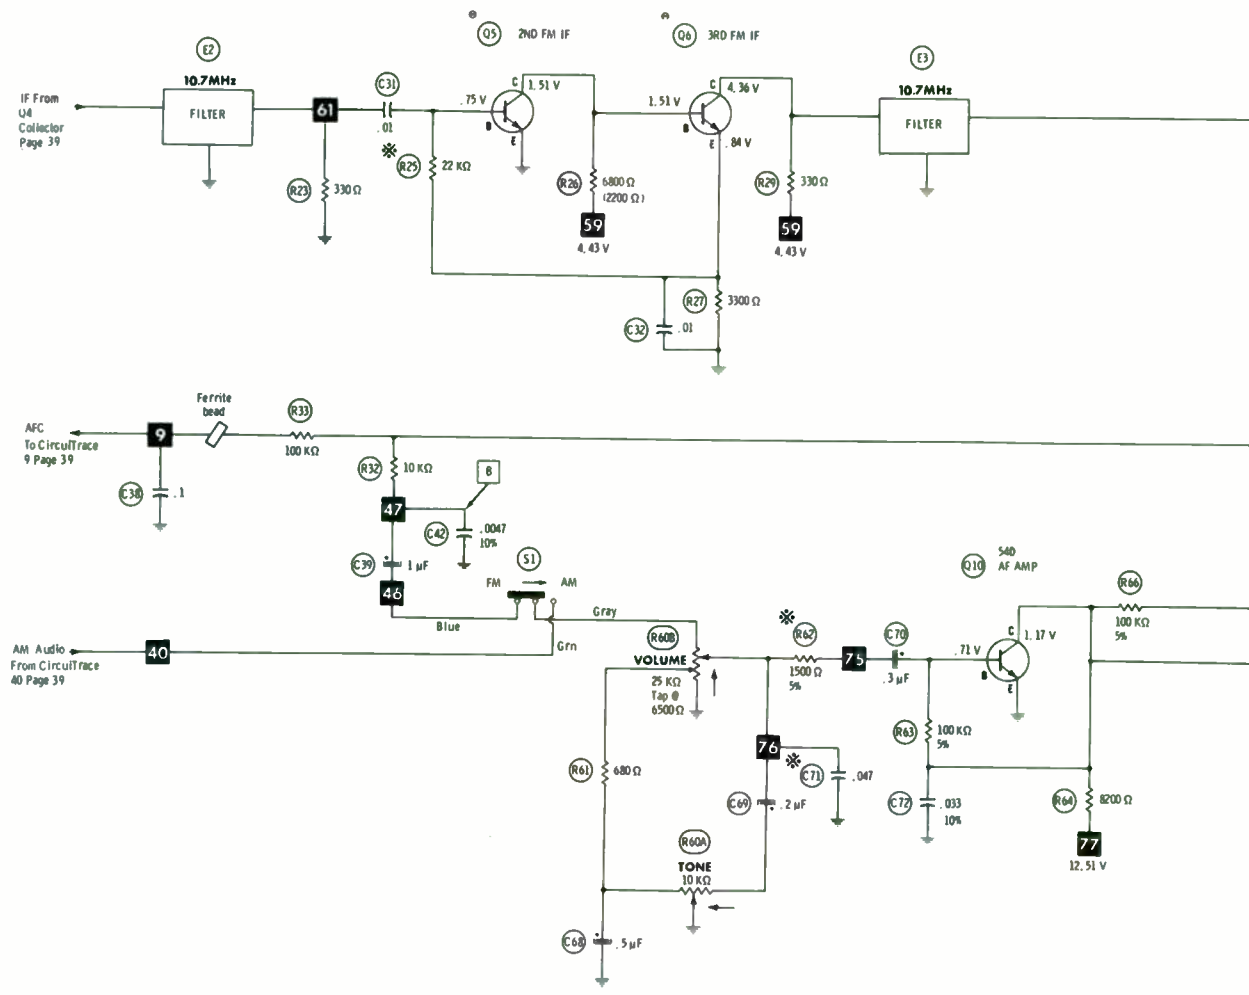 E2
10.7MHz
FILTER
IF From
Q4
Collector
Page 39
61
C31
.01
※
R23
330 Ω
R25
22 KΩ
Q5 2ND FM IF
.75 V
C
1.51 V
B
E
R26
6800 Ω
(2200 Ω)
59
4.43 V
Q6 3RD FM IF
1.51 V
C
4.36 V
B
E
.84 V
R29
330 Ω
59
4.43 V
E3
10.7MHz
FILTER
R27
3300 Ω
C32
.01
AFC
To CircuiTrace
9 Page 39
9
Ferrite
bead
R33
100 KΩ
C38
.1
R32
10 KΩ
47
B
C42
.0047
10%
C39
1 µF
46
S1
FM
AM
Blue
Gray
Grn
AM Audio
From CircuiTrace
40 Page 39
40
R60B
VOLUME
25 KΩ
Tap @
6500 Ω
※
R62
1500 Ω
5%
75
C70
.3 µF
Q10
540
AF AMP
.71 V
C
1.17 V
B
E
R66
100 KΩ
5%
R63
100 KΩ
5%
76
※
C71
.047
R61
680 Ω
C69
.2 µF
C72
.033
10%
R64
8200 Ω
77
12.51 V
R60A
TONE
10 KΩ
C68
.5 µF